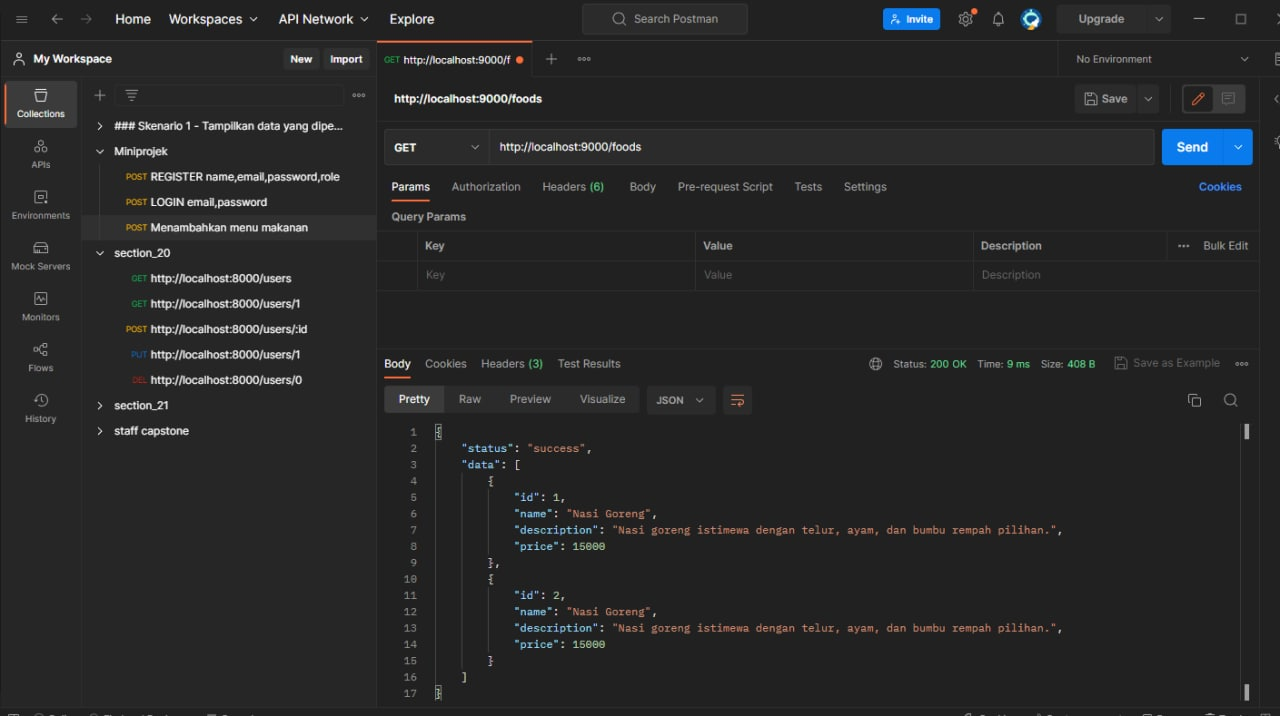 Home Workspaces API Network Explore Search Postman Invite Upgrade
My Workspace New Import GET http://localhost:9000/f No Environment
Collections
APIs
Environments
Mock Servers
Monitors
Flows
History
### Skenario 1 - Tampilkan data yang dipe...
Miniprojek
POST REGISTER name,email,password,role
POST LOGIN email,password
POST Menambahkan menu makanan
section_20
GET http://localhost:8000/users
GET http://localhost:8000/users/1
POST http://localhost:8000/users/:id
PUT http://localhost:8000/users/1
DEL http://localhost:8000/users/0
section_21
staff capstone
http://localhost:9000/foods Save
GET http://localhost:9000/foods Send
Params Authorization Headers (6) Body Pre-request Script Tests Settings Cookies
Query Params
Key Value Description Bulk Edit
Key Value Description
Body Cookies Headers (3) Test Results Status: 200 OK Time: 9 ms Size: 408 B Save as Example
Pretty Raw Preview Visualize JSON
1 {
2 "status": "success",
3 "data": [
4 {
5 "id": 1,
6 "name": "Nasi Goreng",
7 "description": "Nasi goreng istimewa dengan telur, ayam, dan bumbu rempah pilihan.",
8 "price": 15000
9 },
10 {
11 "id": 2,
12 "name": "Nasi Goreng",
13 "description": "Nasi goreng istimewa dengan telur, ayam, dan bumbu rempah pilihan.",
14 "price": 15000
15 }
16 ]
17 }